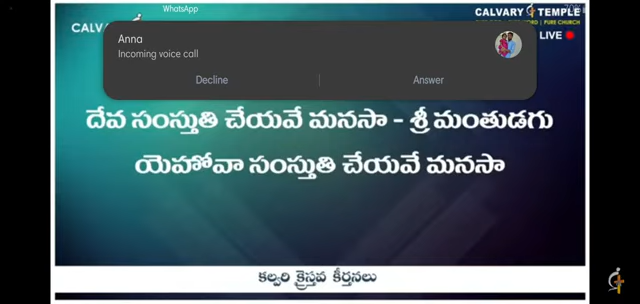 WhatsApp
CALVARY TEMPLE
CALV
LIVE
Anna
Incoming voice call
Decline
Answer
దేవ సంస్తుతి చేయవే మనసా - శ్రీ మంతుడగు
యెహోవా సంస్తుతి చేయవే మనసా
కల్వరి క్రైస్తవ కీర్తనలు